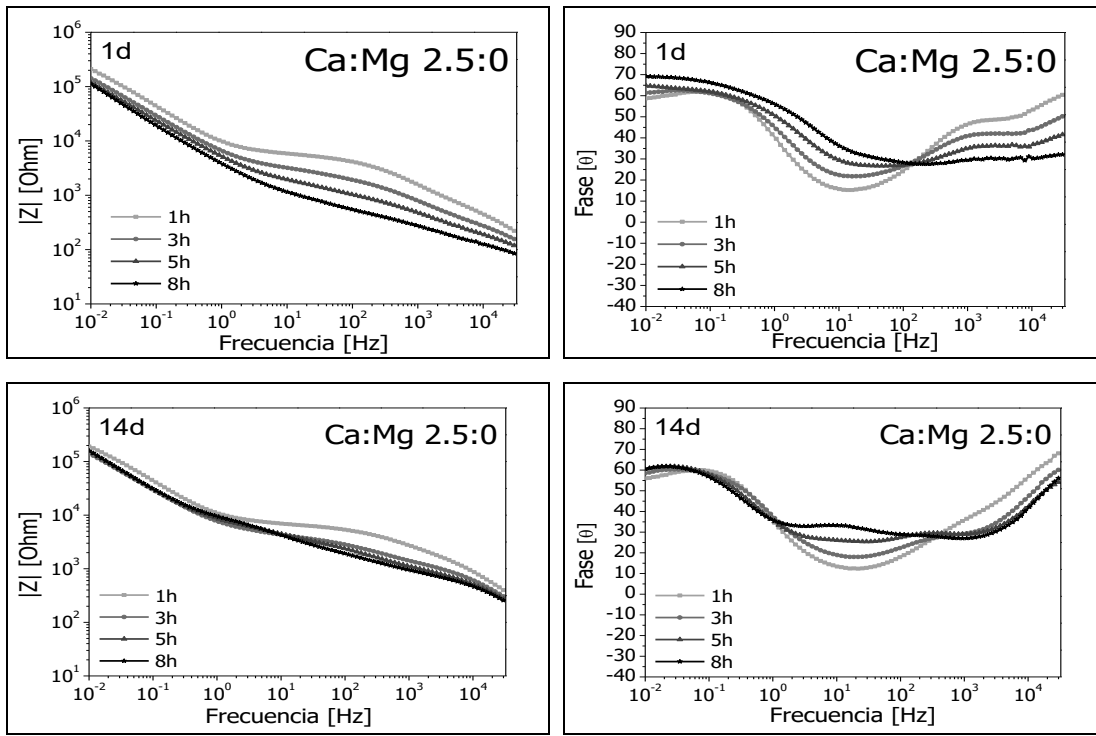 1d
Ca:Mg 2.5:0
|Z| [Ohm]
10^6
10^5
10^4
10^3
10^2
10^1
1h
3h
5h
8h
10^-2 10^-1 10^0 10^1 10^2 10^3 10^4
Frecuencia [Hz]
1d
Ca:Mg 2.5:0
Fase [θ]
90
80
70
60
50
40
30
20
10
0
-10
-20
-30
-40
1h
3h
5h
8h
10^-2 10^-1 10^0 10^1 10^2 10^3 10^4
Frecuencia [Hz]
14d
Ca:Mg 2.5:0
|Z| [Ohm]
10^6
10^5
10^4
10^3
10^2
10^1
1h
3h
5h
8h
10^-2 10^-1 10^0 10^1 10^2 10^3 10^4
Frecuencia [Hz]
14d
Ca:Mg 2.5:0
Fase [θ]
90
80
70
60
50
40
30
20
10
0
-10
-20
-30
-40
1h
3h
5h
8h
10^-2 10^-1 10^0 10^1 10^2 10^3 10^4
Frecuencia [Hz]